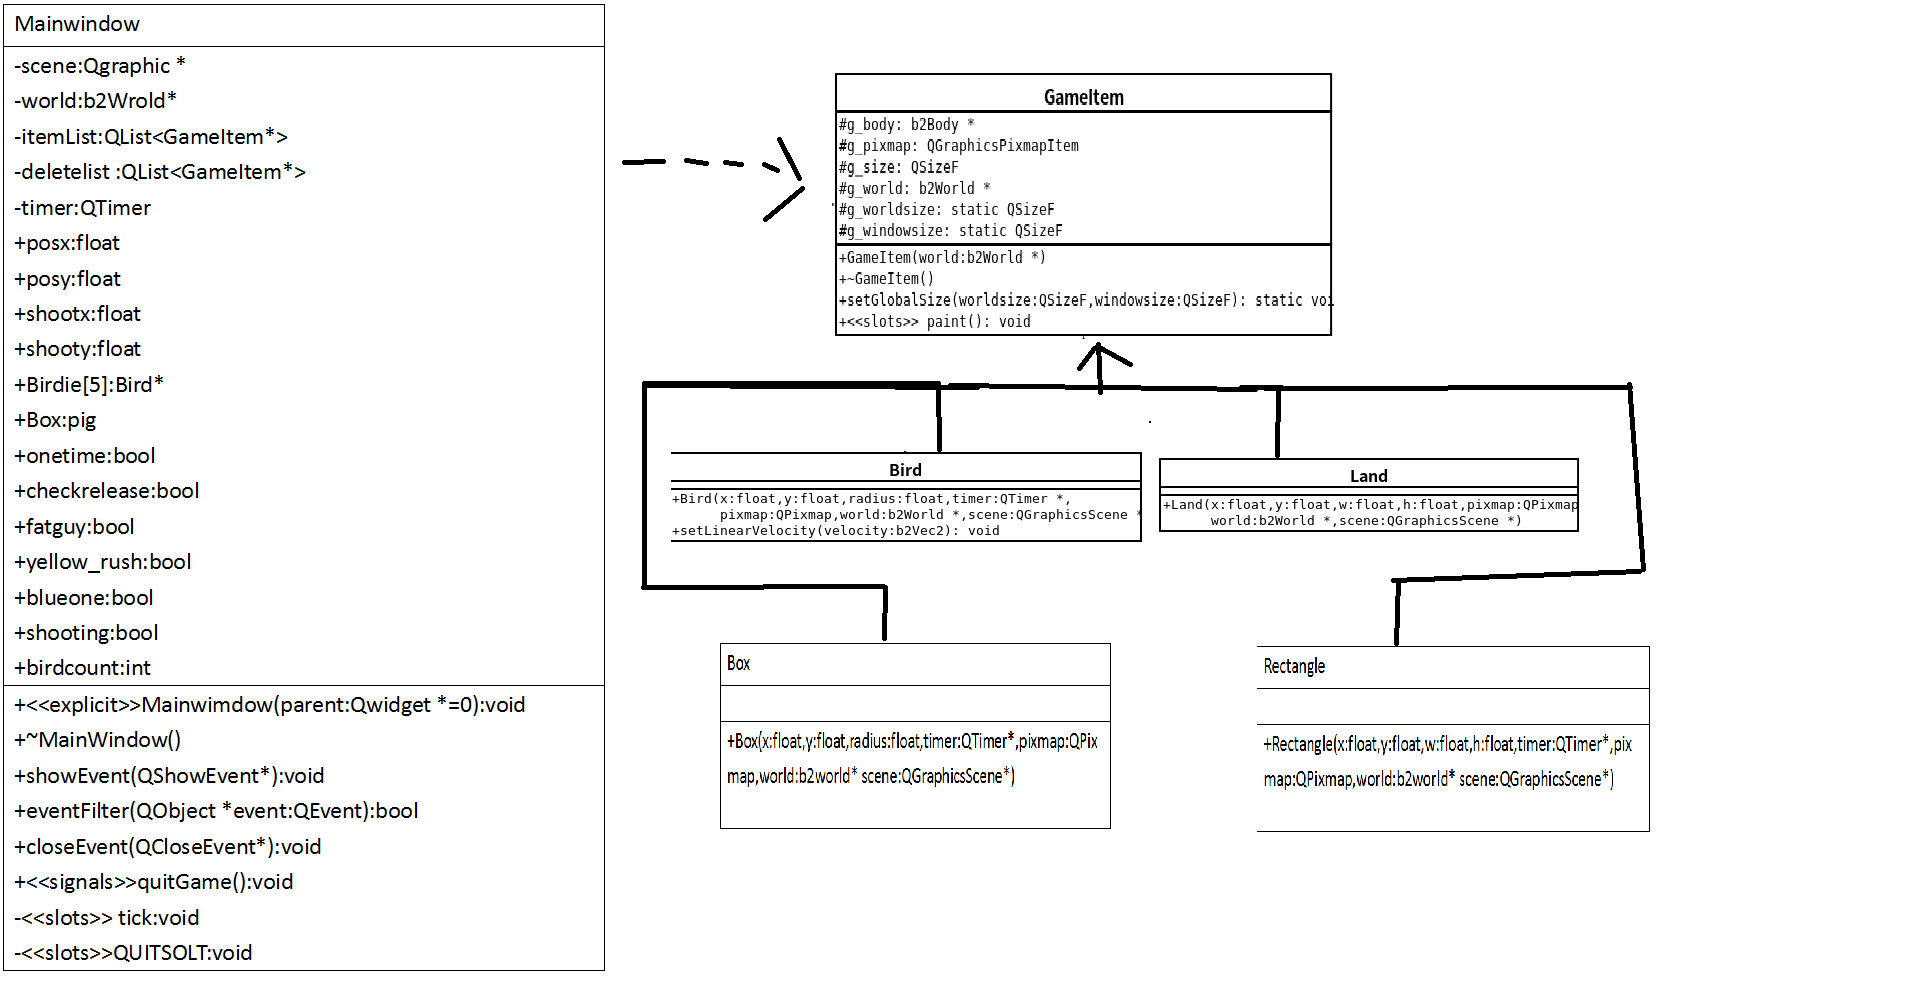 Mainwindow
-scene:Qgraphic *
-world:b2Wrold*
-itemList:QList<GameItem*>
-deletelist :QList<GameItem*>
-timer:QTimer
+posx:float
+posy:float
+shootx:float
+shooty:float
+Birdie[5]:Bird*
+Box:pig
+onetime:bool
+checkrelease:bool
+fatguy:bool
+yellow_rush:bool
+blueone:bool
+shooting:bool
+birdcount:int
+<<explicit>>Mainwimdow(parent:Qwidget *=0):void
+~MainWindow()
+showEvent(QShowEvent*):void
+eventFilter(QObject *event:QEvent):bool
+closeEvent(QCloseEvent*):void
+<<signals>>quitGame():void
-<<slots>> tick:void
-<<slots>>QUITSOLT:void
GameItem
#g_body: b2Body *
#g_pixmap: QGraphicsPixmapItem
#g_size: QSizeF
#g_world: b2World *
#g_worldsize: static QSizeF
#g_windowsize: static QSizeF
+GameItem(world:b2World *)
+~GameItem()
+setGlobalSize(worldsize:QSizeF,windowsize:QSizeF): static voi
+<<slots>> paint(): void
Bird
+Bird(x:float,y:float,radius:float,timer:QTimer *,
pixmap:QPixmap,world:b2World *,scene:QGraphicsScene *
+setLinearVelocity(velocity:b2Vec2): void
Land
+Land(x:float,y:float,w:float,h:float,pixmap:QPixmap
world:b2World *,scene:QGraphicsScene *)
Box
+Box(x:float,y:float,radius:float,timer:QTimer*,pixmap:QPix
map,world:b2world* scene:QGraphicsScene*)
Rectangle
+Rectangle(x:float,y:float,w:float,h:float,timer:QTimer*,pix
map:QPixmap,world:b2world* scene:QGraphicsScene*)